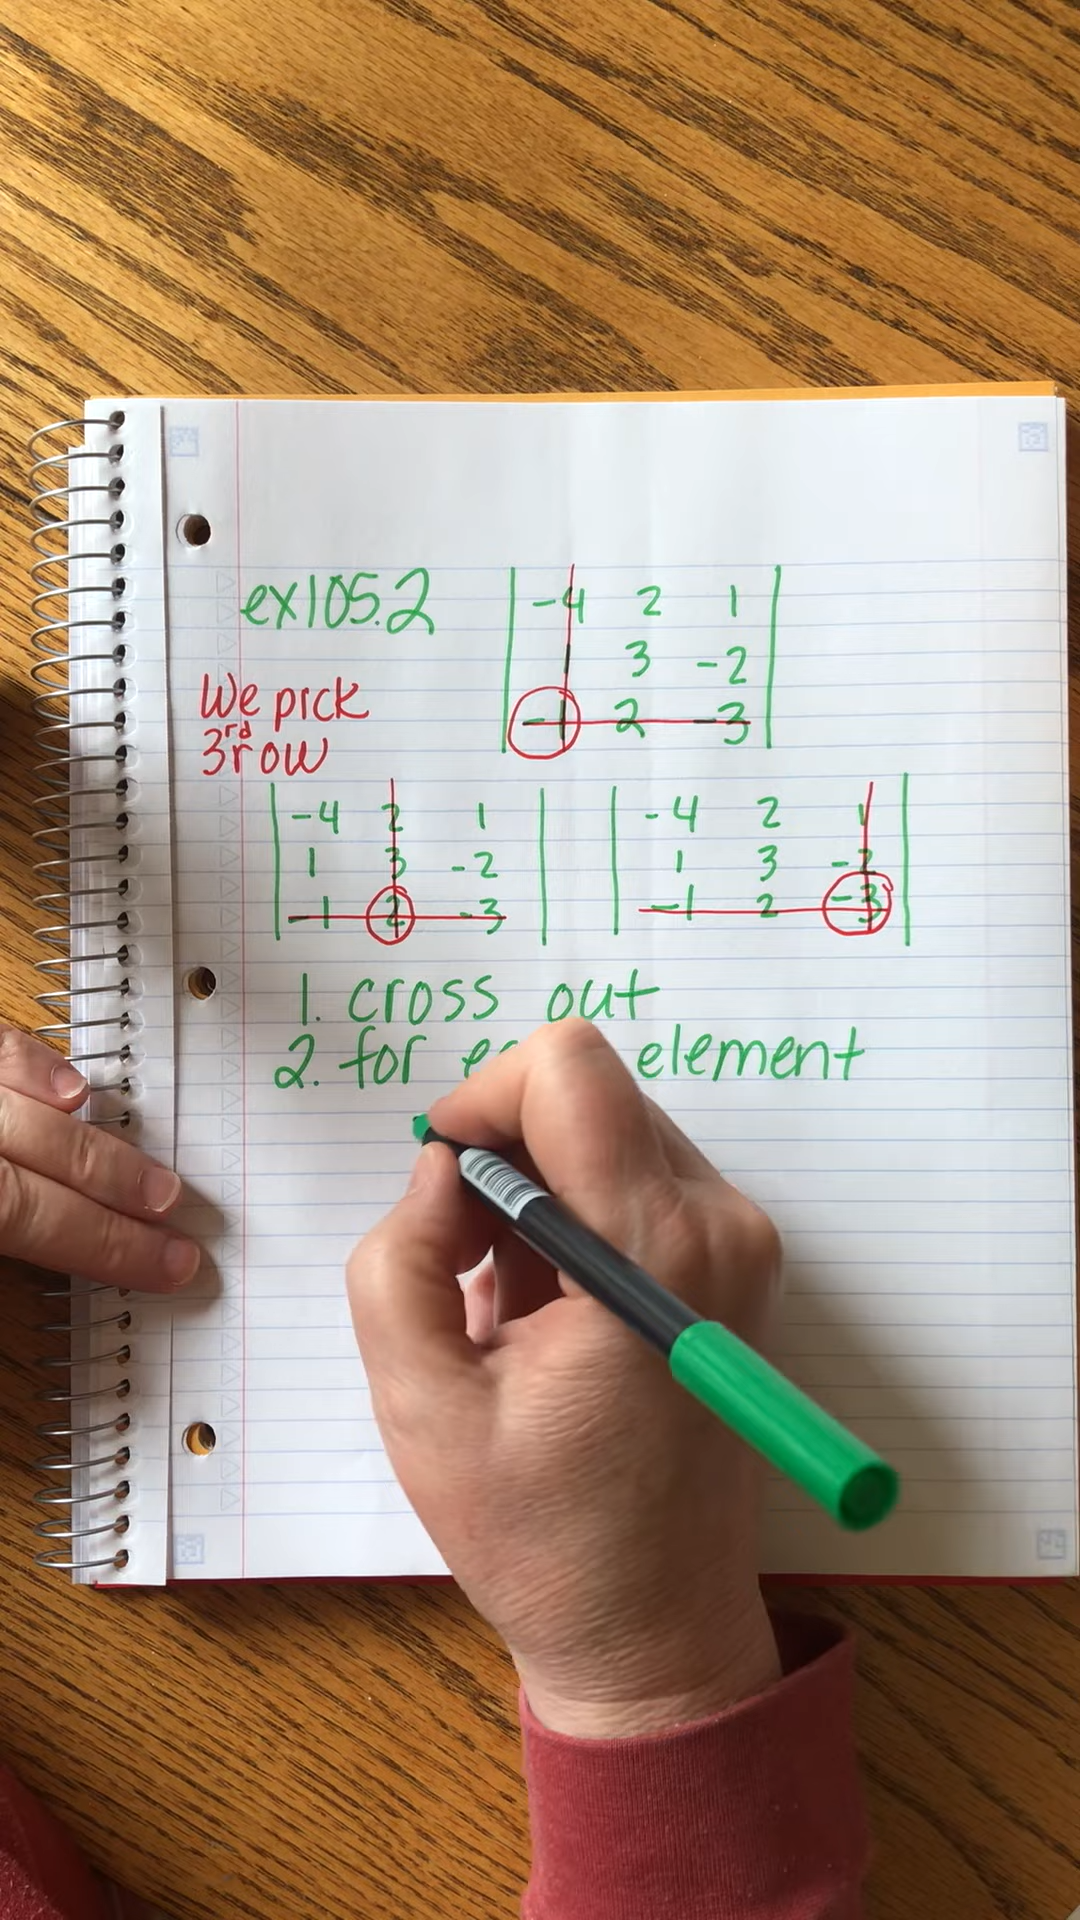 ex105.2
-4 2 1
1 3 -2
-1 2 -3
We pick
3rd row
-4 2 1
1 3 -2
-1 2 -3
-4 2 1
1 3 -2
-1 2 -3
1. cross out
2. for element